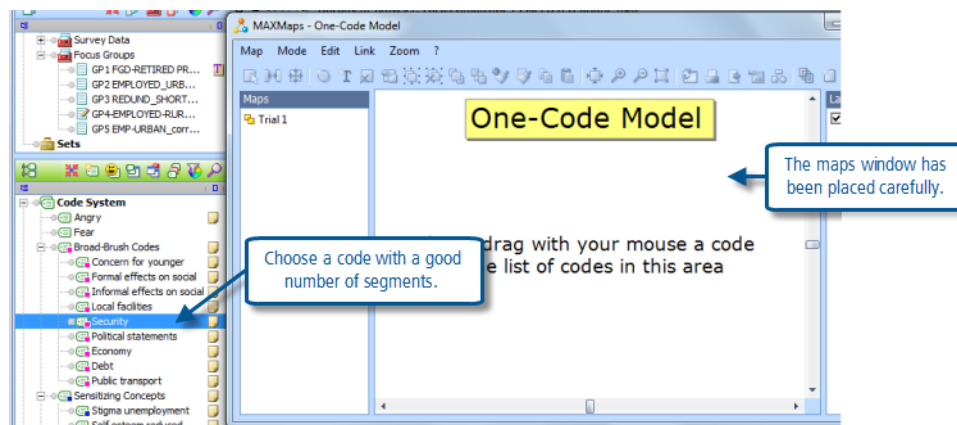 Survey Data
Focus Groups
GP1 FGD-RETIRED PR...
GP2 EMPLOYED_URB...
GP3 REDUND_SHORT...
GP4-EMPLOYED-RUR...
GP5 EMP-URBAN_corr...
Sets
Code System
Angry
Fear
Broad-Brush Codes
Concern for younger
Formal effects on social
Informal effects on social
Local facilities
Security
Political statements
Economy
Debt
Public transport
Sensitizing Concepts
Stigma unemployment
Self esteem reduced
MAXMaps - One-Code Model
Map Mode Edit Link Zoom ?
Maps
Trial 1
One-Code Model
drag with your mouse a code
list of codes in this area
La
The maps window has
been placed carefully.
Choose a code with a good
number of segments.